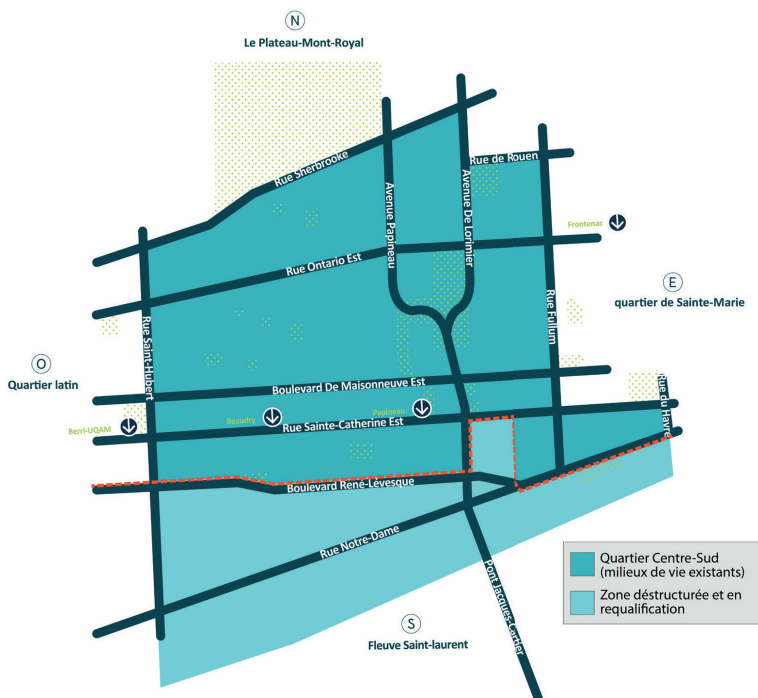 N
Le Plateau-Mont-Royal
Rue Sherbrooke
Avenue Papineau
Avenue De Lorimier
Rue de Rouen
Frontenac
Rue Ontario Est
E
quartier de Sainte-Marie
Rue Saint-Hubert
Rue Fullum
O
Quartier latin
Boulevard De Maisonneuve Est
Rue du Havre
Berri-UQAM
Beaudry
Papineau
Rue Sainte-Catherine Est
Boulevard René-Lévesque
Rue Notre-Dame
Pont Jacques-Cartier
Quartier Centre-Sud
(milieux de vie existants)
Zone déstructurée et en
requalification
S
Fleuve Saint-laurent